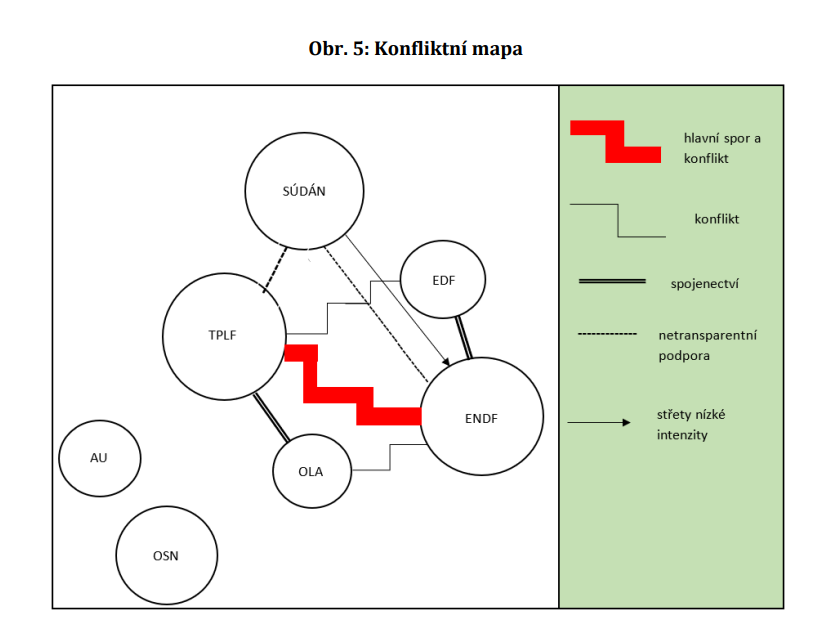 Obr. 5: Konfliktní mapa
SÚDÁN
EDF
TPLF
ENDF
OLA
AU
OSN
hlavní spor a
konflikt
konflikt
spojenectví
netransparentní
podpora
střety nízké
intenzity